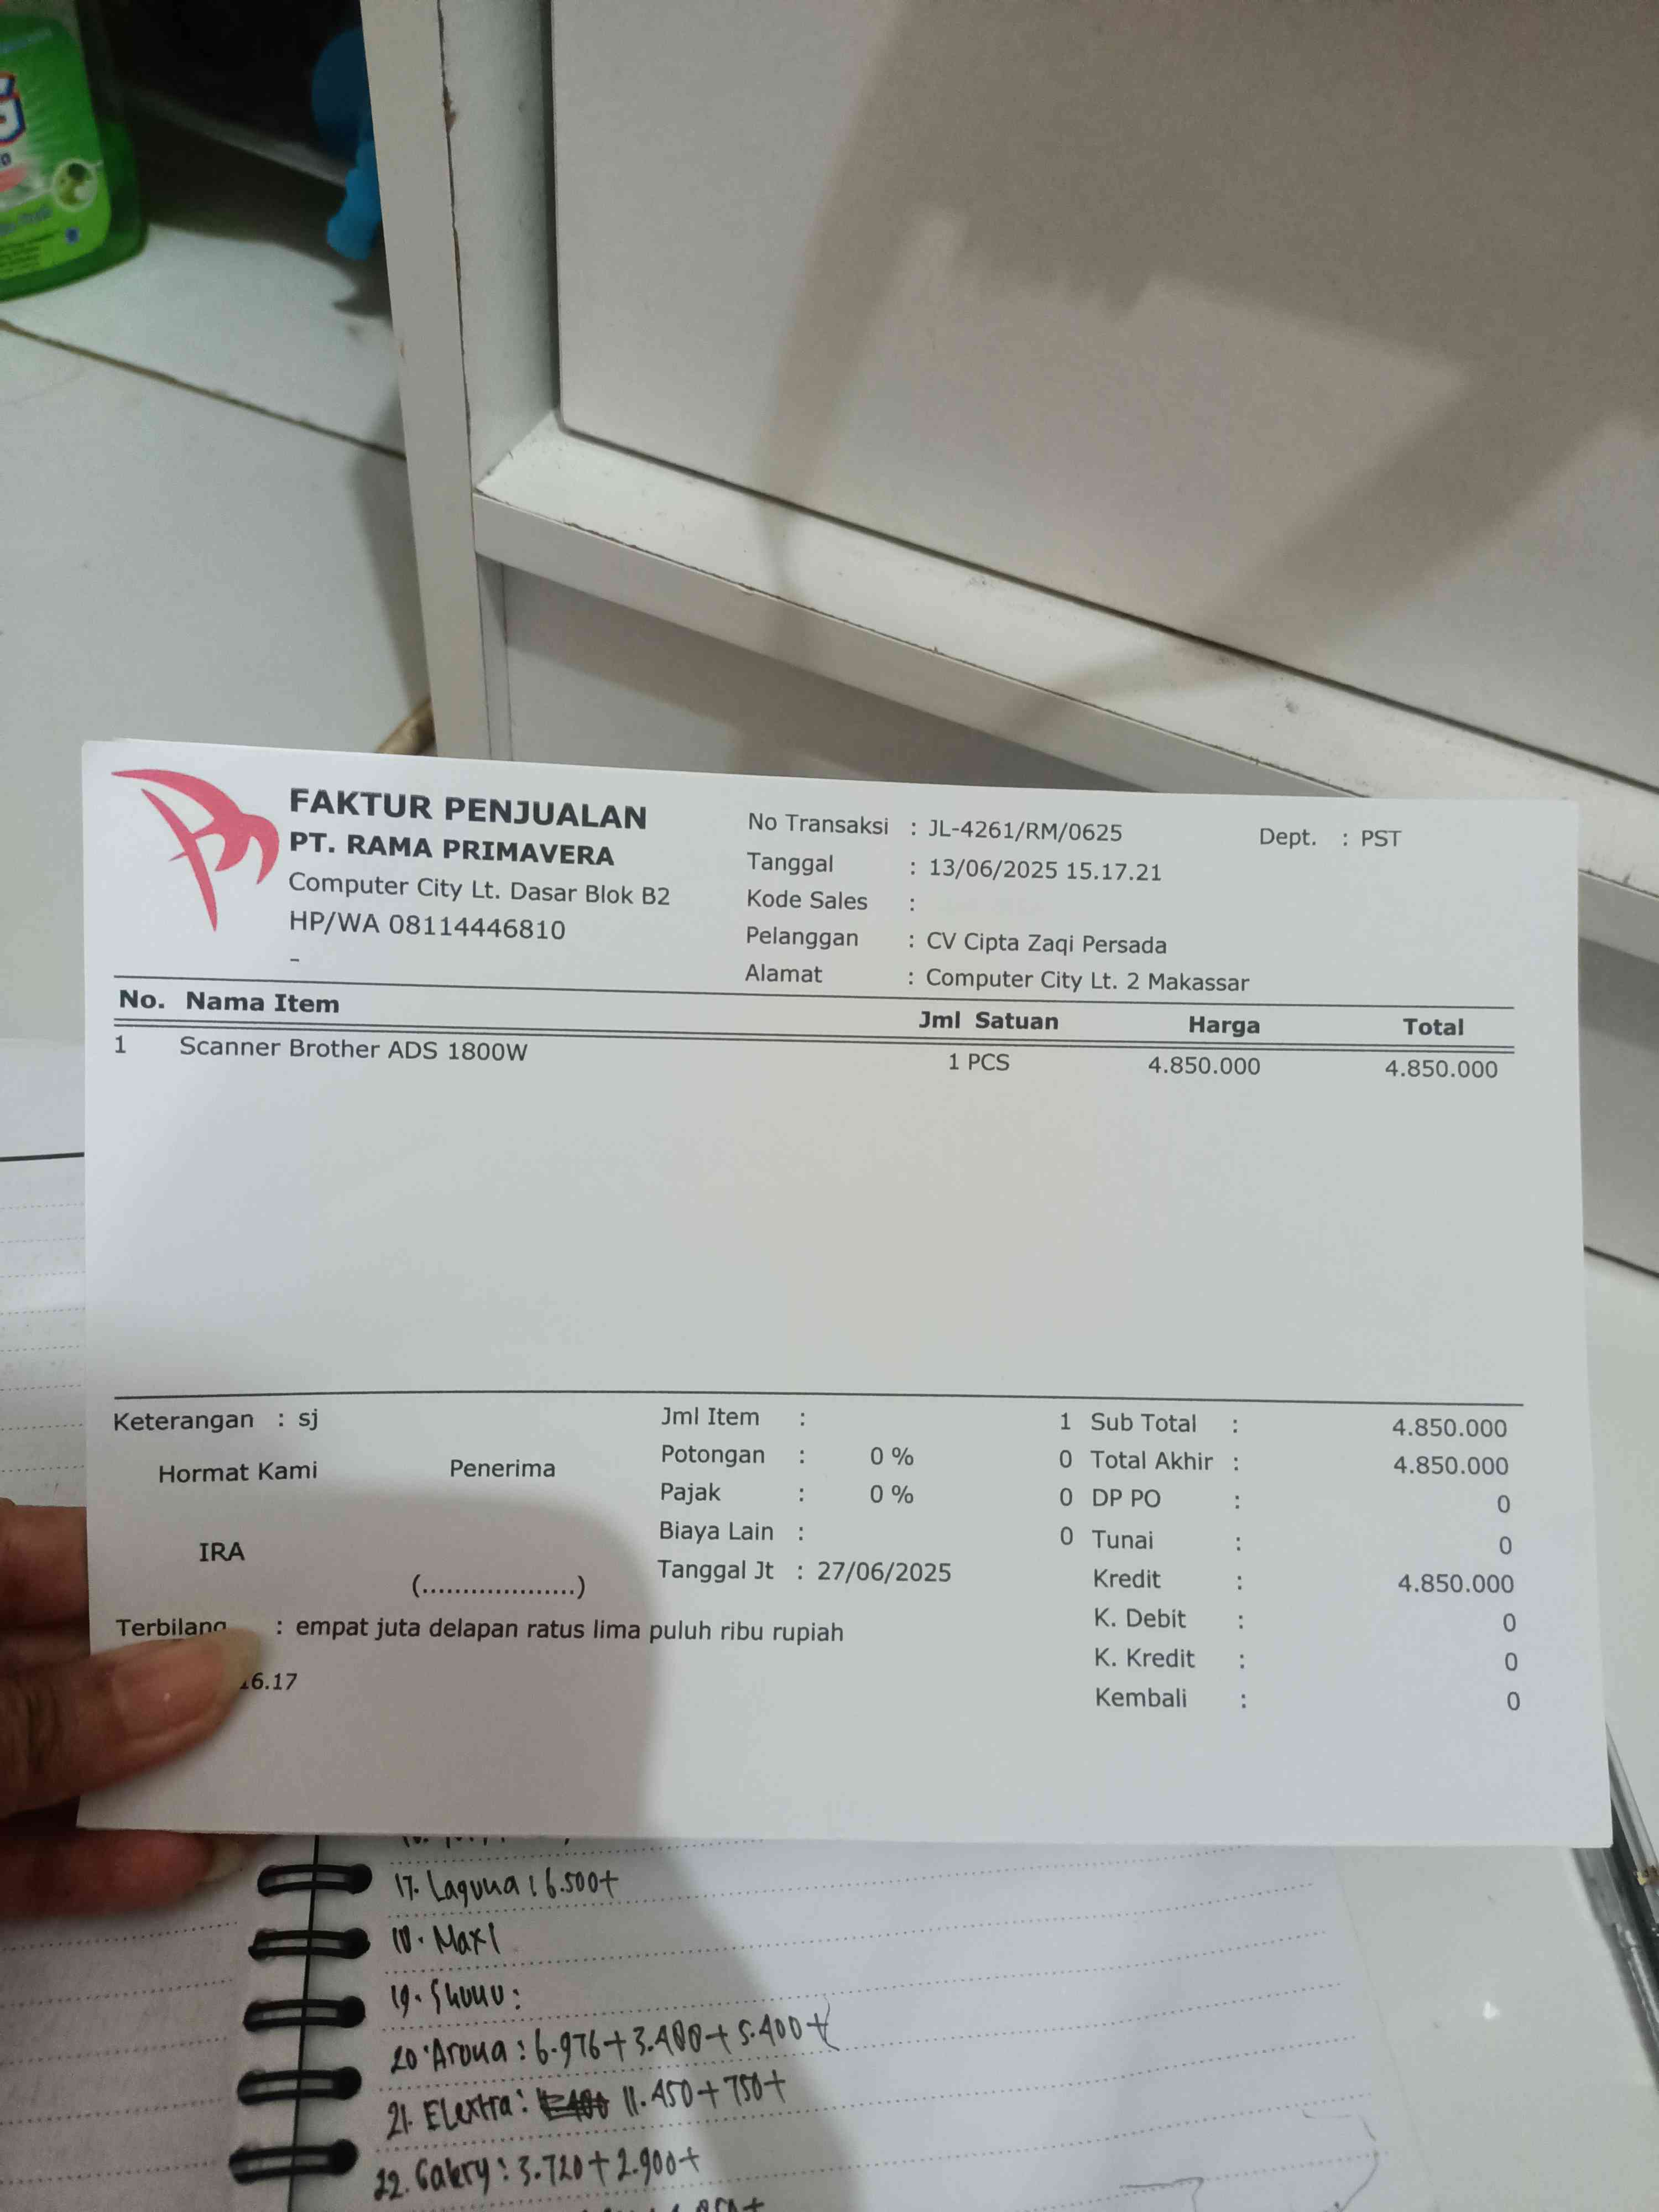 FAKTUR PENJUALAN
PT. RAMA PRIMAVERA
Computer City Lt. Dasar Blok B2
HP/WA 08114446810
-
No Transaksi : JL-4261/RM/0625 Dept. : PST
Tanggal : 13/06/2025 15.17.21
Kode Sales :
Pelanggan : CV Cipta Zaqi Persada
Alamat : Computer City Lt. 2 Makassar
No. Nama Item Jml Satuan Harga Total
1 Scanner Brother ADS 1800W 1 PCS 4.850.000 4.850.000
Keterangan : sj
Hormat Kami Penerima
IRA
(...................)
Jml Item : 1
Potongan : 0 % 0
Pajak : 0 % 0
Biaya Lain : 0
Tanggal Jt : 27/06/2025
Sub Total : 4.850.000
Total Akhir : 4.850.000
DP PO : 0
Tunai : 0
Kredit : 4.850.000
K. Debit : 0
K. Kredit : 0
Kembali : 0
Terbilang : empat juta delapan ratus lima puluh ribu rupiah
16.17
17. Laguna : 6.500+
18. Maxi
19. Shunu :
20. Arona : 6.976+3.480+5.400+
21. Elextra : 11.450+750+
22. Galery : 3.720+2.900+